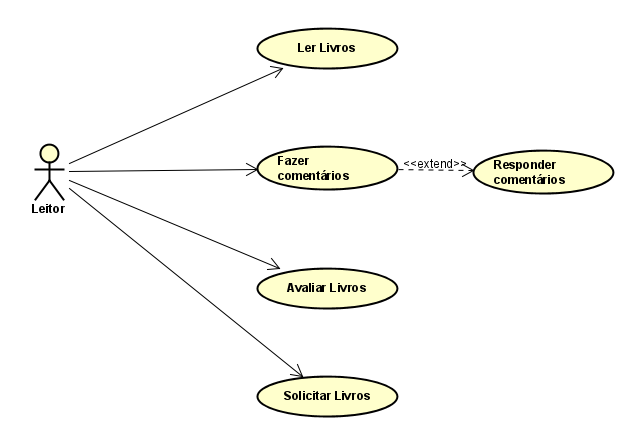 Ler Livros
Fazer
comentários
<<extend>>
Responder
comentários
Leitor
Avaliar Livros
Solicitar Livros